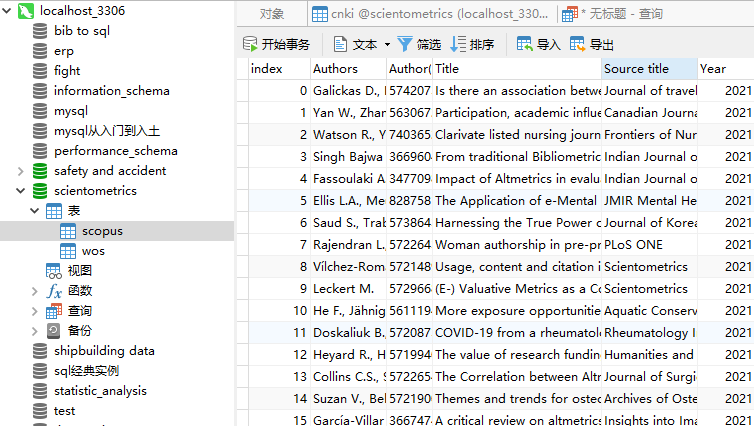 localhost_3306
bib to sql
erp
fight
information_schema
mysql
mysql从入门到入土
performance_schema
safety and accident
scientometrics
表
scopus
wos
视图
fx 函数
查询
备份
shipbuilding data
sql经典实例
statistic_analysis
test
对象 cnki @scientometrics (localhost_330... * 无标题 - 查询
开始事务 文本 筛选 排序 导入 导出
index Authors Author( Title Source title Year
0 Galickas D., 574207 Is there an association betwe Journal of travel 2021
1 Yan W., Zhan 563067 Participation, academic influe Canadian Journal 2021
2 Watson R., Y 740365 Clarivate listed nursing journ Frontiers of Nur 2021
3 Singh Bajwa 366960 From traditional Bibliometric Indian Journal o 2021
4 Fassoulaki A. 347709 Impact of Altmetrics in evalu Indian Journal o 2021
5 Ellis L.A., Me 828758 The Application of e-Mental JMIR Mental He 2021
6 Saud S., Trab 573864 Harnessing the True Power o Journal of Korea 2021
7 Rajendran L. 572264 Woman authorship in pre-pr PLoS ONE 2021
8 Vílchez-Rom 572148 Usage, content and citation i Scientometrics 2021
9 Leckert M. 572966 (E-) Valuative Metrics as a Co Scientometrics 2021
10 He F., Jähnig 561119 More exposure opportunitie Aquatic Conserv 2021
11 Doskaliuk B., 572087 COVID-19 from a rheumatol Rheumatology I 2021
12 Heyard R., H 571994 The value of research fundin Humanities and 2021
13 Collins C.S., S 572265 The Correlation between Altr Journal of Surgi 2021
14 Suzan V., Bel 572190 Themes and trends for osteo Archives of Oste 2021
15 García-Villar 366747 A critical review on altmetric Insights into Ima 2021